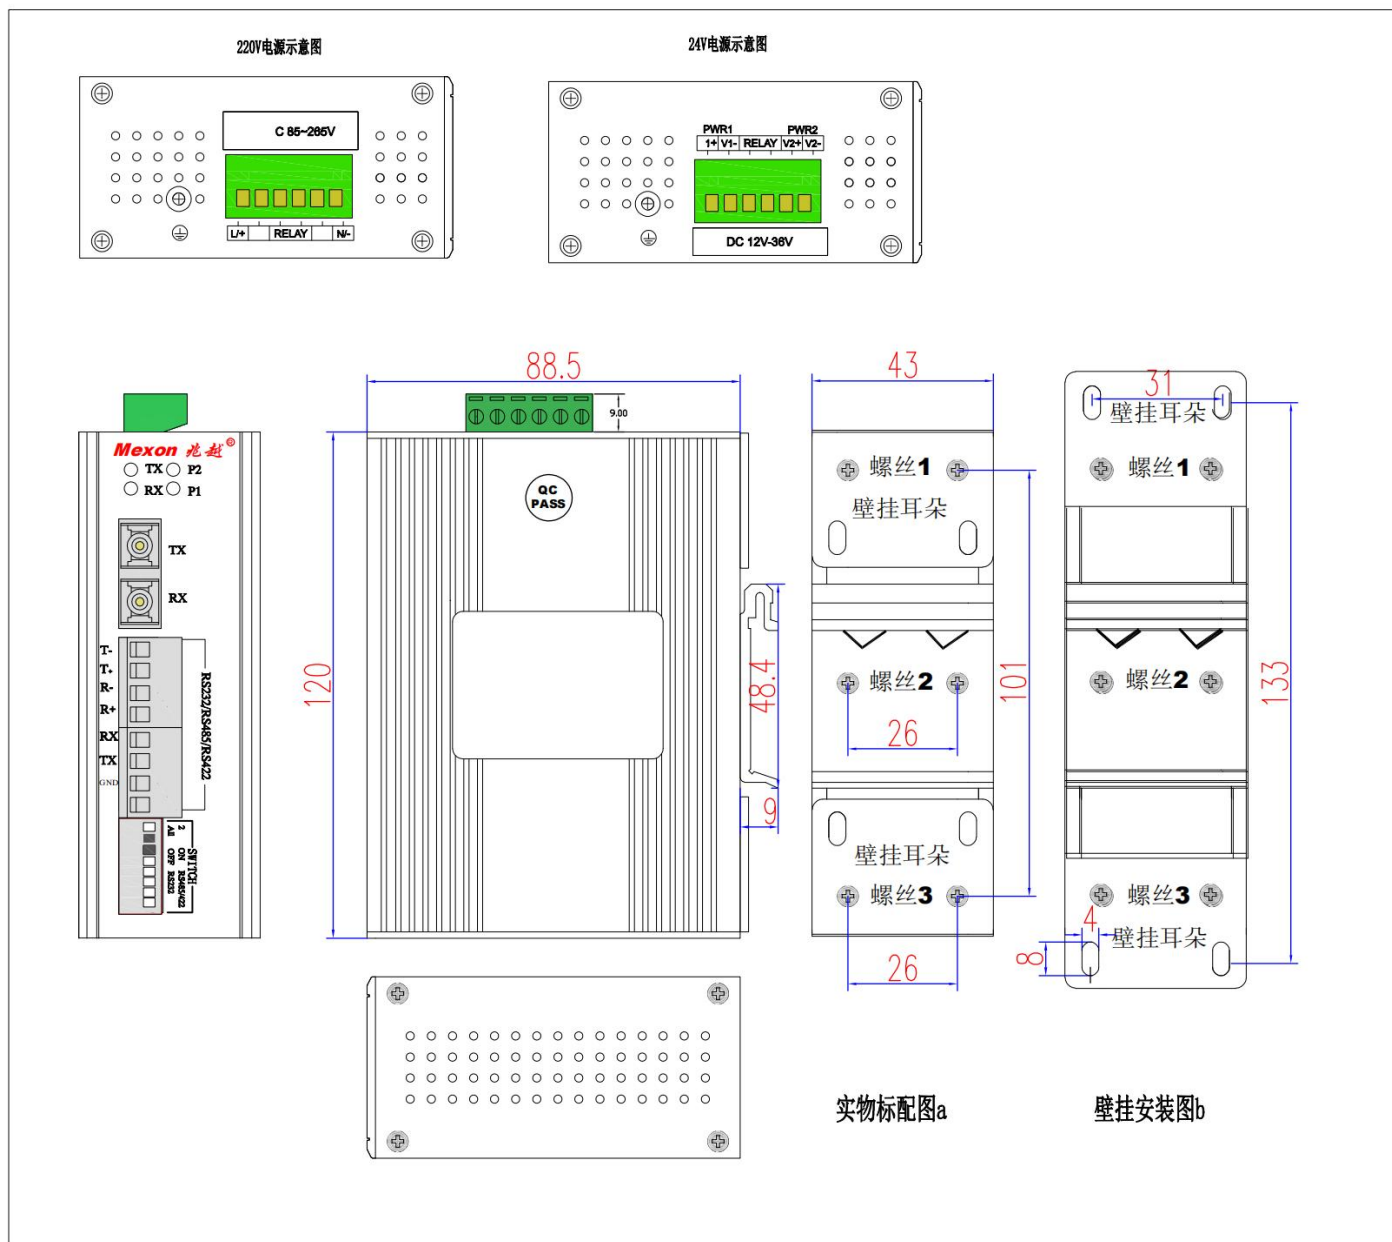 220V电源示意图
24V电源示意图
C 85~265V
L/+ RELAY N/-
PWR1 PWR2
1+ V1- RELAY V2+ V2-
DC 12V-36V
88.5
43
31
9.00
Mexon 兆越®
TX P2
RX P1
QC
PASS
TX
RX
T-
T+
R-
R+
RX
TX
GND
RS232/RS485/RS422
SWITCH
2 ON RS485/422
All OFF RS232
120
48.4
9
螺丝1
壁挂耳朵
螺丝2
26
101
壁挂耳朵
螺丝3
26
壁挂耳朵
螺丝1
螺丝2
133
螺丝3
4
壁挂耳朵
8
实物标配图a
壁挂安装图b